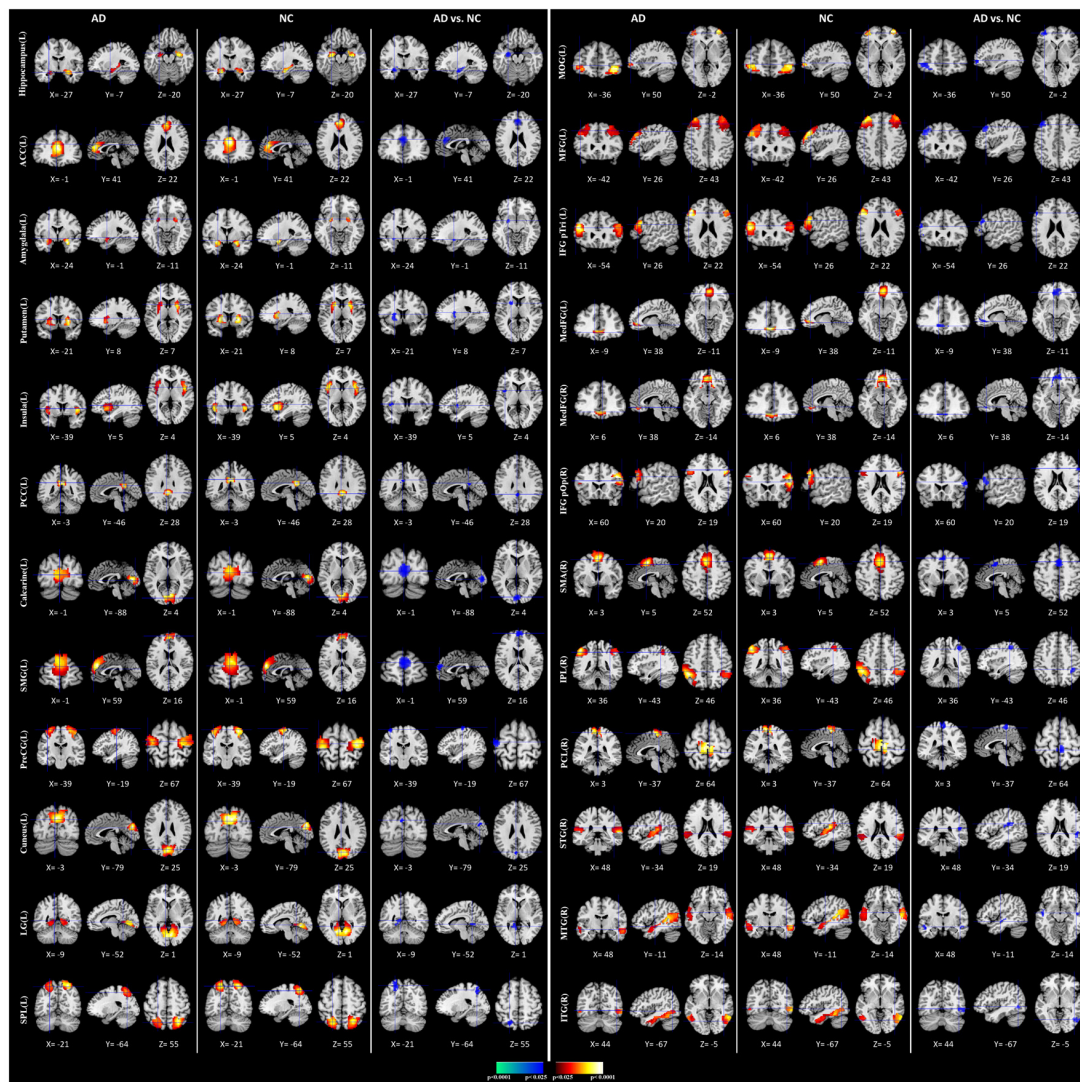 AD NC AD vs. NC
Hippocampus(L)
X= -27 Y= -7 Z= -20 X= -27 Y= -7 Z= -20 X= -27 Y= -7 Z= -20
ACC(L)
X= -1 Y= 41 Z= 22 X= -1 Y= 41 Z= 22 X= -1 Y= 41 Z= 22
Amygdala(L)
X= -24 Y= -1 Z= -11 X= -24 Y= -1 Z= -11 X= -24 Y= -1 Z= -11
Putamen(L)
X= -21 Y= 8 Z= 7 X= -21 Y= 8 Z= 7 X= -21 Y= 8 Z= 7
Insula(L)
X= -39 Y= 5 Z= 4 X= -39 Y= 5 Z= 4 X= -39 Y= 5 Z= 4
PCC(L)
X= -3 Y= -46 Z= 28 X= -3 Y= -46 Z= 28 X= -3 Y= -46 Z= 28
Calcarine(L)
X= -1 Y= -88 Z= 4 X= -1 Y= -88 Z= 4 X= -1 Y= -88 Z= 4
SMG(L)
X= -1 Y= 59 Z= 16 X= -1 Y= 59 Z= 16 X= -1 Y= 59 Z= 16
PreCG(L)
X= -39 Y= -19 Z= 67 X= -39 Y= -19 Z= 67 X= -39 Y= -19 Z= 67
Cuneus(L)
X= -3 Y= -79 Z= 25 X= -3 Y= -79 Z= 25 X= -3 Y= -79 Z= 25
LG(L)
X= -9 Y= -52 Z= 1 X= -9 Y= -52 Z= 1 X= -9 Y= -52 Z= 1
SPL(L)
X= -21 Y= -64 Z= 55 X= -21 Y= -64 Z= 55 X= -21 Y= -64 Z= 55
AD NC AD vs. NC
MOG(L)
X= -36 Y= 50 Z= -2 X= -36 Y= 50 Z= -2 X= -36 Y= 50 Z= -2
MFG(L)
X= -42 Y= 26 Z= 43 X= -42 Y= 26 Z= 43 X= -42 Y= 26 Z= 43
IFG pTri (L)
X= -54 Y= 26 Z= 22 X= -54 Y= 26 Z= 22 X= -54 Y= 26 Z= 22
MedFG(L)
X= -9 Y= 38 Z= -11 X= -9 Y= 38 Z= -11 X= -9 Y= 38 Z= -11
MedFG(R)
X= 6 Y= 38 Z= -14 X= 6 Y= 38 Z= -14 X= 6 Y= 38 Z= -14
IFG pOp(R)
X= 60 Y= 20 Z= 19 X= 60 Y= 20 Z= 19 X= 60 Y= 20 Z= 19
SMA(R)
X= 3 Y= 5 Z= 52 X= 3 Y= 5 Z= 52 X= 3 Y= 5 Z= 52
IPL(R)
X= 36 Y= -43 Z= 46 X= 36 Y= -43 Z= 46 X= 36 Y= -43 Z= 46
PCL(R)
X= 3 Y= -37 Z= 64 X= 3 Y= -37 Z= 64 X= 3 Y= -37 Z= 64
STG(R)
X= 48 Y= -34 Z= 19 X= 48 Y= -34 Z= 19 X= 48 Y= -34 Z= 19
MTG(R)
X= 48 Y= -11 Z= -14 X= 48 Y= -11 Z= -14 X= 48 Y= -11 Z= -14
ITG(R)
X= 44 Y= -67 Z= -5 X= 44 Y= -67 Z= -5 X= 44 Y= -67 Z= -5
p<0.0001 p< 0.025 p<0.025 p< 0.0001